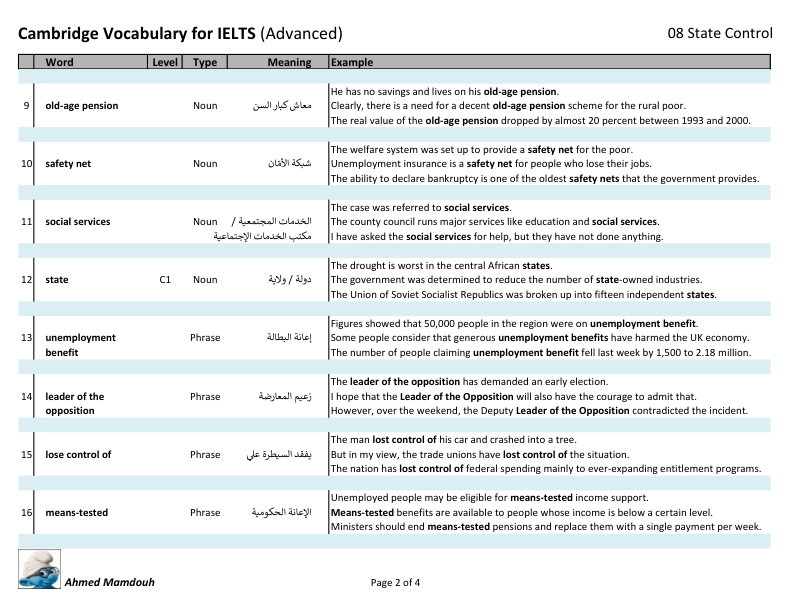 Cambridge Vocabulary for IELTS (Advanced) 08 State Control
Word Level Type Meaning Example
He has no savings and lives on his old-age pension.
9 old-age pension Noun معاش كبار السن Clearly, there is a need for a decent old-age pension scheme for the rural poor.
The real value of the old-age pension dropped by almost 20 percent between 1993 and 2000.
The welfare system was set up to provide a safety net for the poor.
10 safety net Noun شبكة الأمان Unemployment insurance is a safety net for people who lose their jobs.
The ability to declare bankruptcy is one of the oldest safety nets that the government provides.
The case was referred to social services.
11 social services Noun الخدمات المجتمعية / The county council runs major services like education and social services.
مكتب الخدمات الإجتماعية I have asked the social services for help, but they have not done anything.
The drought is worst in the central African states.
12 state C1 Noun دولة / ولاية The government was determined to reduce the number of state-owned industries.
The Union of Soviet Socialist Republics was broken up into fifteen independent states.
Figures showed that 50,000 people in the region were on unemployment benefit.
13 unemployment Phrase إعانة البطالة Some people consider that generous unemployment benefits have harmed the UK economy.
benefit The number of people claiming unemployment benefit fell last week by 1,500 to 2.18 million.
The leader of the opposition has demanded an early election.
14 leader of the Phrase زعيم المعارضة I hope that the Leader of the Opposition will also have the courage to admit that.
opposition However, over the weekend, the Deputy Leader of the Opposition contradicted the incident.
The man lost control of his car and crashed into a tree.
15 lose control of Phrase يفقد السيطرة علي But in my view, the trade unions have lost control of the situation.
The nation has lost control of federal spending mainly to ever-expanding entitlement programs.
Unemployed people may be eligible for means-tested income support.
16 means-tested Phrase الإعانة الحكومية Means-tested benefits are available to people whose income is below a certain level.
Ministers should end means-tested pensions and replace them with a single payment per week.
Ahmed Mamdouh Page 2 of 4